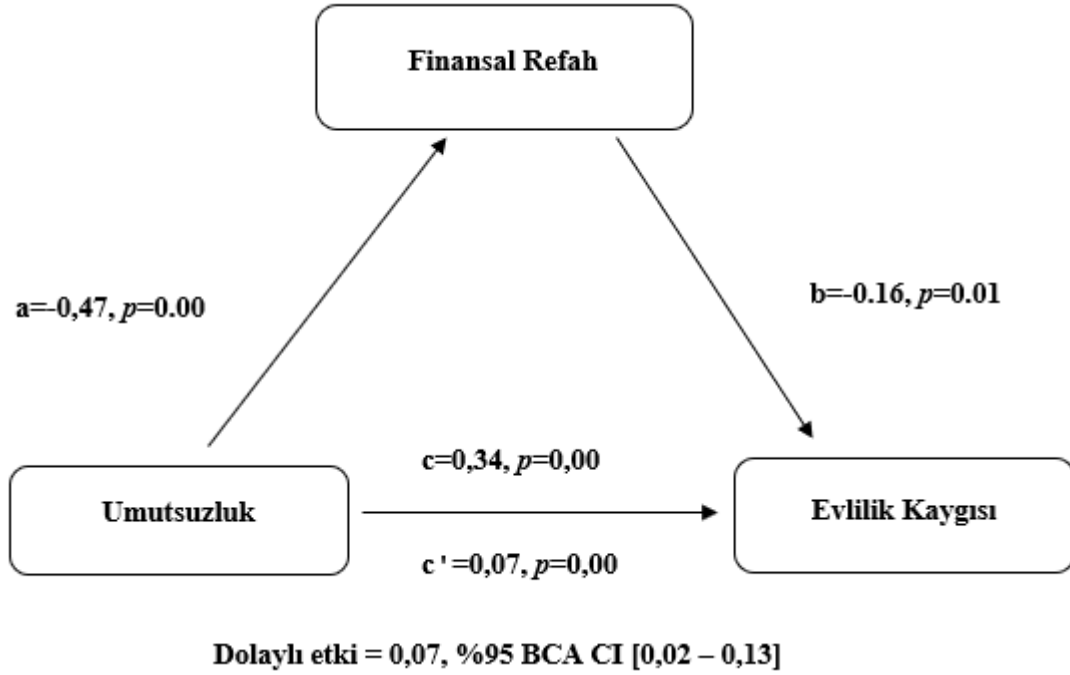 Finansal Refah
a=-0,47, p=0.00
b=-0.16, p=0.01
c=0,34, p=0,00
Umutsuzluk
Evlilik Kaygısı
c'=0,07, p=0,00
Dolaylı etki = 0,07, %95 BCA CI [0,02 – 0,13]